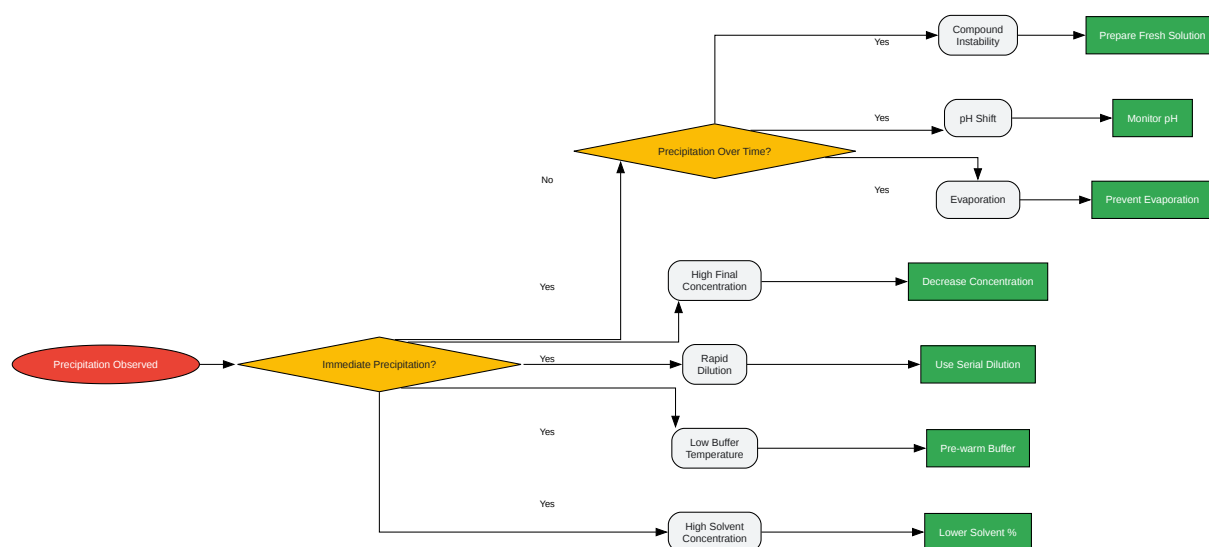 Compound
Instability
Prepare Fresh Solution
Yes
pH Shift
Monitor pH
Yes
Precipitation Over Time?
No
Yes
Evaporation
Prevent Evaporation
High Final
Concentration
Decrease Concentration
Yes
Precipitation Observed
Immediate Precipitation?
Yes
Rapid
Dilution
Use Serial Dilution
Yes
Low Buffer
Temperature
Pre-warm Buffer
Yes
High Solvent
Concentration
Lower Solvent %